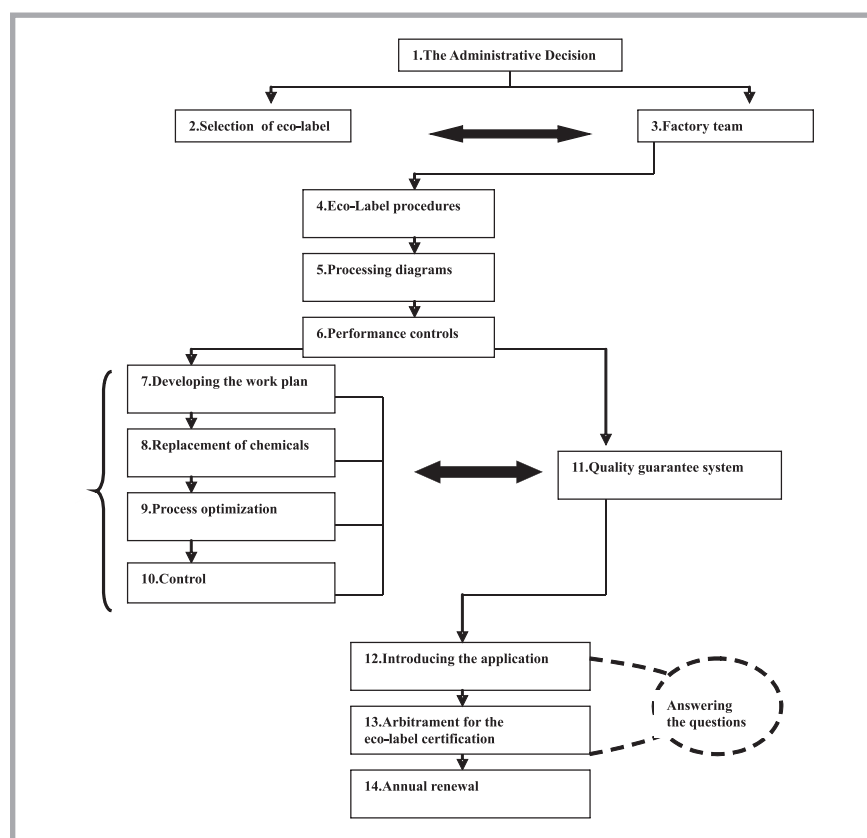 1.The Administrative Decision
2.Selection of eco-label
3.Factory team
4.Eco-Label procedures
5.Processing diagrams
6.Performance controls
7.Developing the work plan
8.Replacement of chemicals
9.Process optimization
10.Control
11.Quality guarantee system
12.Introducing the application
13.Arbitrament for the
eco-label certification
Answering
the questions
14.Annual renewal